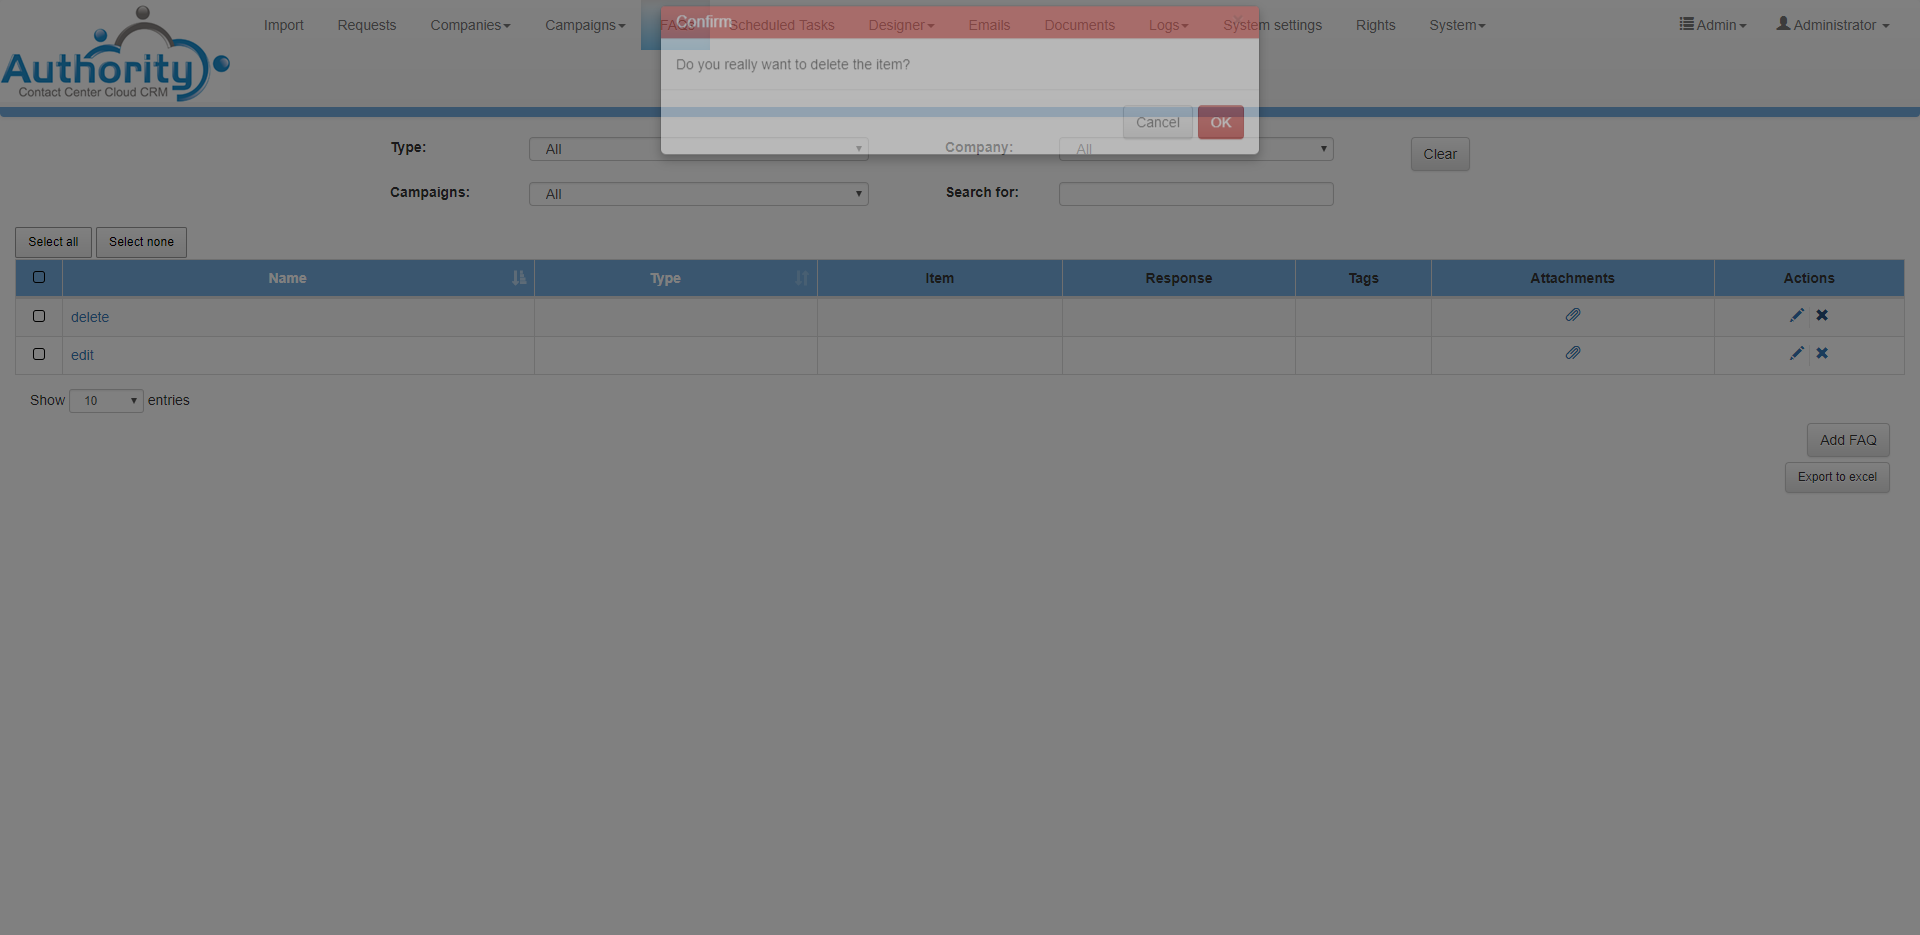 Authority
Contact Center Cloud CRM
Import Requests Companies Campaigns FAQs Scheduled Tasks Designer Emails Documents Logs System settings Rights System Admin Administrator
Confirm
Do you really want to delete the item?
Cancel OK
Type: All Company: All Clear
Campaigns: All Search for:
Select all Select none
Name Type Item Response Tags Attachments Actions
delete
edit
Show 10 entries
Add FAQ
Export to excel